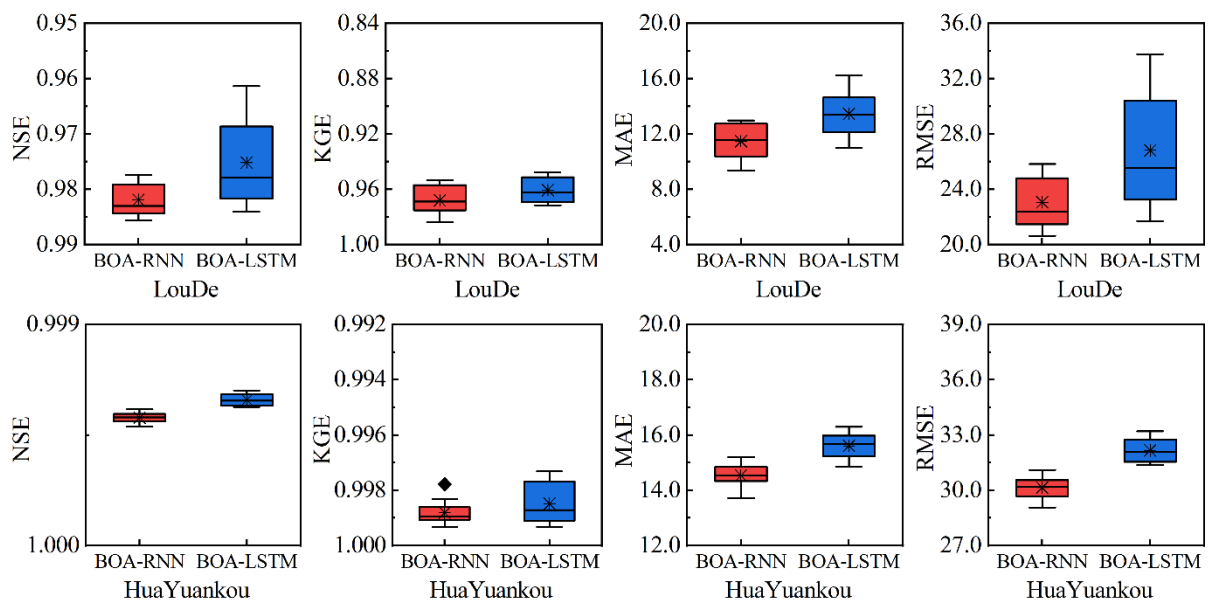 0.95
0.96
0.97
0.98
0.99
NSE
BOA-RNN BOA-LSTM
LouDe
0.84
0.88
0.92
0.96
1.00
KGE
BOA-RNN BOA-LSTM
LouDe
20.0
16.0
12.0
8.0
4.0
MAE
BOA-RNN BOA-LSTM
LouDe
36.0
32.0
28.0
24.0
20.0
RMSE
BOA-RNN BOA-LSTM
LouDe
0.999
1.000
NSE
BOA-RNN BOA-LSTM
HuaYuankou
0.992
0.994
0.996
0.998
1.000
KGE
BOA-RNN BOA-LSTM
HuaYuankou
20.0
18.0
16.0
14.0
12.0
MAE
BOA-RNN BOA-LSTM
HuaYuankou
39.0
36.0
33.0
30.0
27.0
RMSE
BOA-RNN BOA-LSTM
HuaYuankou